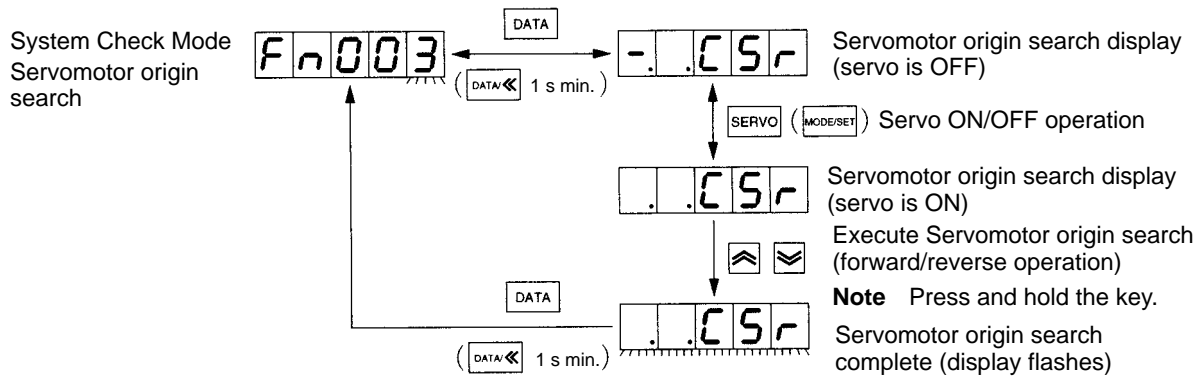 DATA
System Check Mode
Servomotor origin
search
Fn003
( DATA/≪ 1 s min. )
-. .CSr
Servomotor origin search display
(servo is OFF)
SERVO ( MODE/SET ) Servo ON/OFF operation
. .CSr
Servomotor origin search display
(servo is ON)
Execute Servomotor origin search
(forward/reverse operation)
Note Press and hold the key.
DATA
( DATA/≪ 1 s min. )
. .CSr
Servomotor origin search
complete (display flashes)